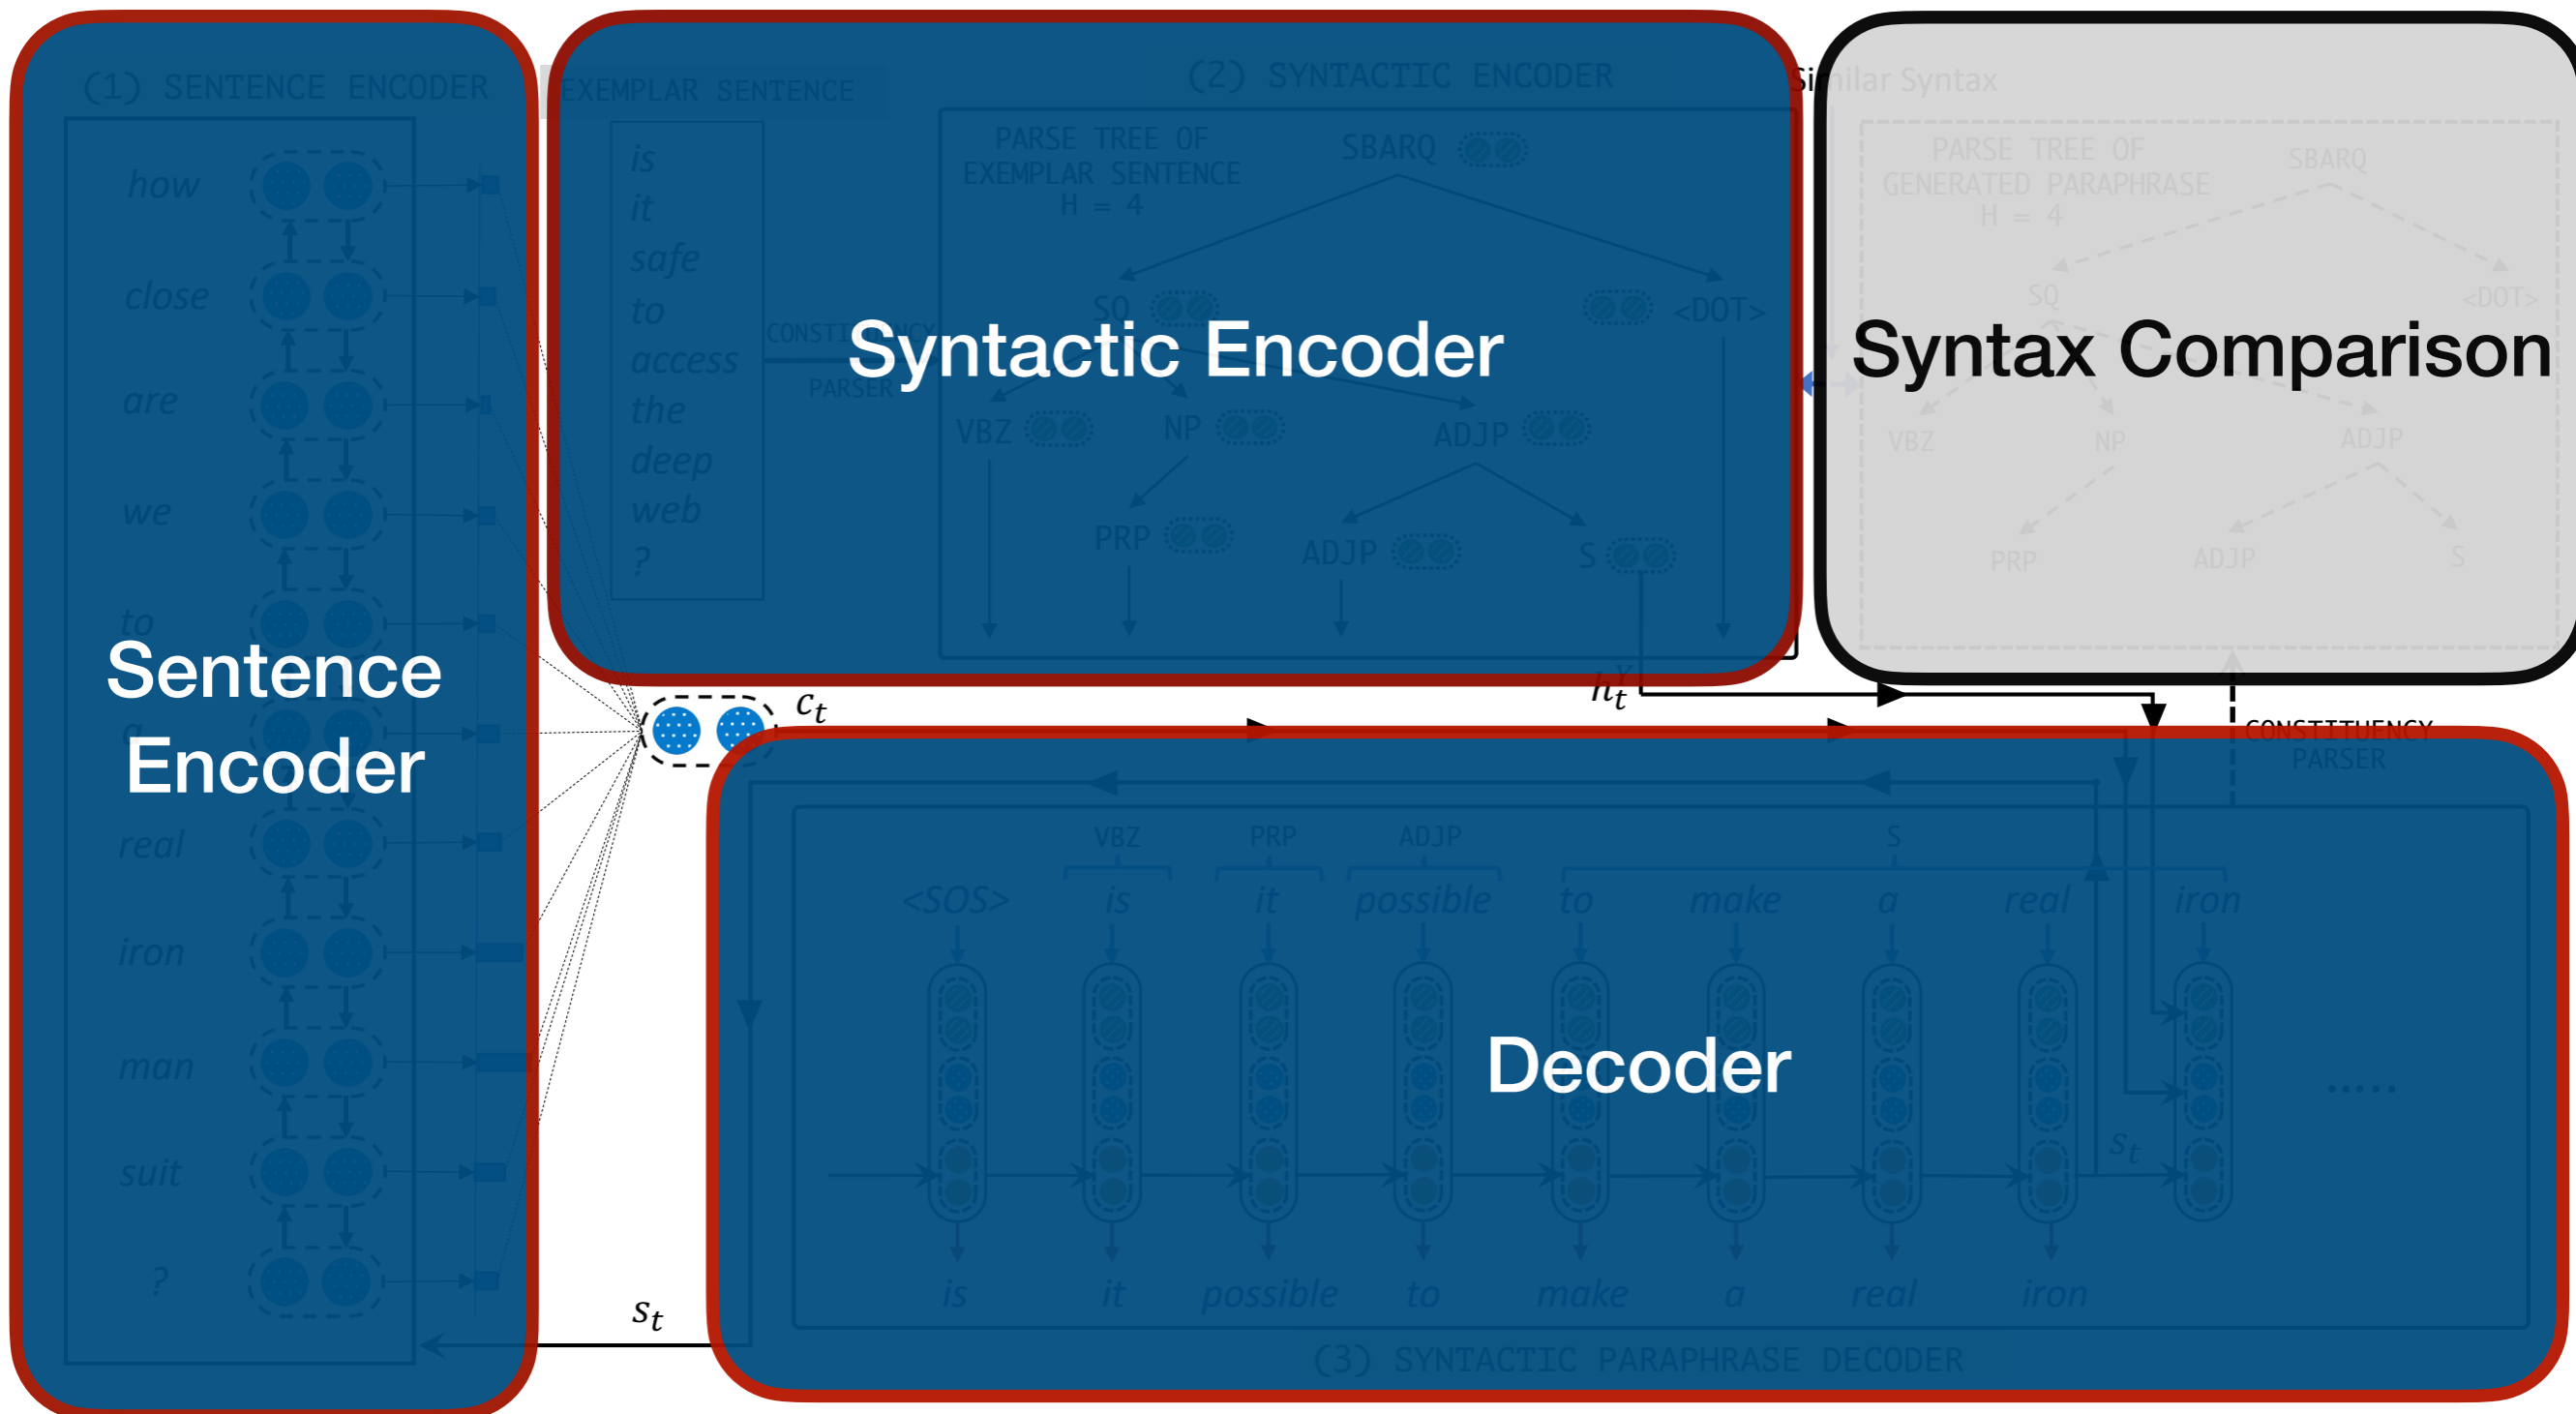 (1) SENTENCE ENCODER
how
close
are
we
to
a
real
iron
man
suit
?
Sentence
Encoder
EXEMPLAR SENTENCE
is
it
safe
to
access
the
deep
web
?
CONSTITUENCY
PARSER
(2) SYNTACTIC ENCODER
PARSE TREE OF
EXEMPLAR SENTENCE
H = 4
SBARQ
SQ
<DOT>
Syntactic Encoder
VBZ
NP
ADJP
PRP
ADJP
S
Similar Syntax
PARSE TREE OF
GENERATED PARAPHRASE
H = 4
SBARQ
SQ
<DOT>
Syntax Comparison
VBZ
NP
ADJP
PRP
ADJP
S
c_t
h_t^Y
CONSTITUENCY
PARSER
VBZ PRP ADJP S
<SOS> is it possible to make a real iron
Decoder
.....
s_t
is it possible to make a real iron
s_t
(3) SYNTACTIC PARAPHRASE DECODER